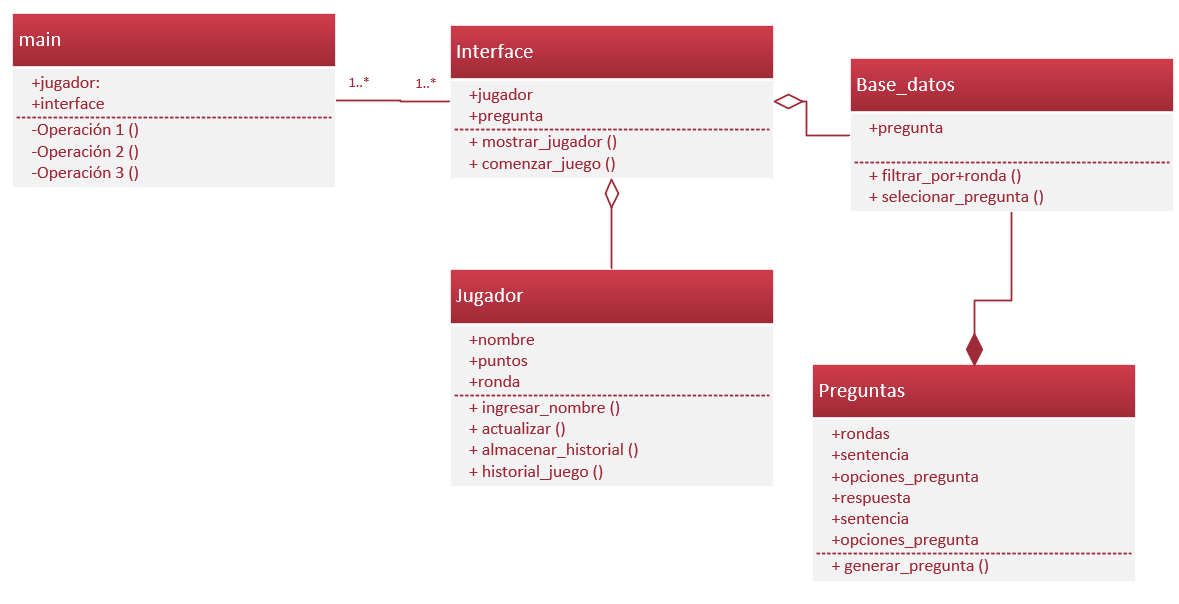 main
+jugador:
+interface
-Operación 1 ()
-Operación 2 ()
-Operación 3 ()
1..*
1..*
Interface
+jugador
+pregunta
+ mostrar_jugador ()
+ comenzar_juego ()
Base_datos
+pregunta
+ filtrar_por+ronda ()
+ selecionar_pregunta ()
Jugador
+nombre
+puntos
+ronda
+ ingresar_nombre ()
+ actualizar ()
+ almacenar_historial ()
+ historial_juego ()
Preguntas
+rondas
+sentencia
+opciones_pregunta
+respuesta
+sentencia
+opciones_pregunta
+ generar_pregunta ()